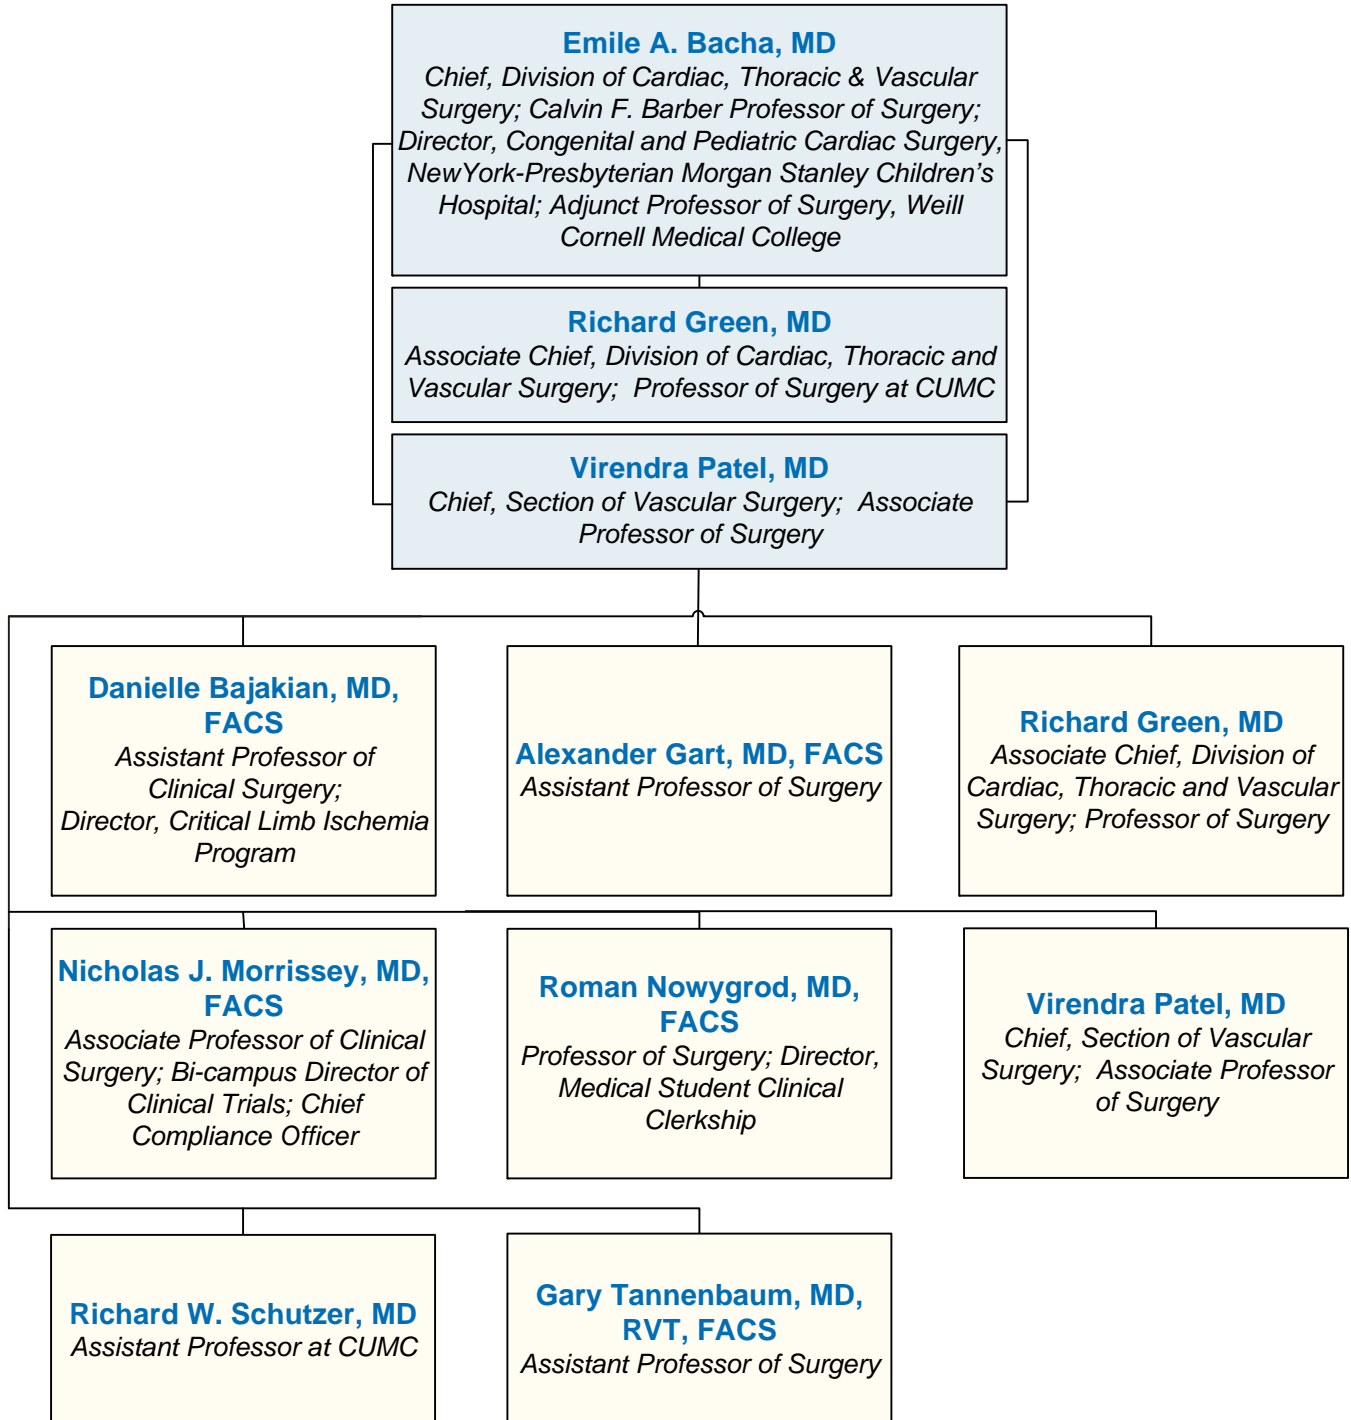 Emile A. Bacha, MD
Chief, Division of Cardiac, Thoracic & Vascular
Surgery; Calvin F. Barber Professor of Surgery;
Director, Congenital and Pediatric Cardiac Surgery,
NewYork-Presbyterian Morgan Stanley Children's
Hospital; Adjunct Professor of Surgery, Weill
Cornell Medical College
Richard Green, MD
Associate Chief, Division of Cardiac, Thoracic and
Vascular Surgery;  Professor of Surgery at CUMC
Virendra Patel, MD
Chief, Section of Vascular Surgery;  Associate
Professor of Surgery
Danielle Bajakian, MD,
FACS
Assistant Professor of
Clinical Surgery;
Director, Critical Limb Ischemia
Program
Alexander Gart, MD, FACS
Assistant Professor of Surgery
Richard Green, MD
Associate Chief, Division of
Cardiac, Thoracic and Vascular
Surgery; Professor of Surgery
Nicholas J. Morrissey, MD,
FACS
Associate Professor of Clinical
Surgery; Bi-campus Director of
Clinical Trials; Chief
Compliance Officer
Roman Nowygrod, MD,
FACS
Professor of Surgery; Director,
Medical Student Clinical
Clerkship
Virendra Patel, MD
Chief, Section of Vascular
Surgery;  Associate Professor
of Surgery
Richard W. Schutzer, MD
Assistant Professor at CUMC
Gary Tannenbaum, MD,
RVT, FACS
Assistant Professor of Surgery